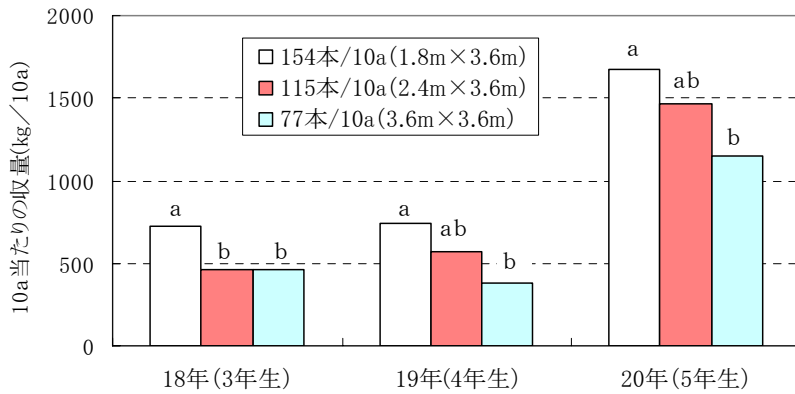 10a当たりの収量(kg／10a)
2000
1500
1000
500
0
154本/10a(1.8m×3.6m)
115本/10a(2.4m×3.6m)
77本/10a(3.6m×3.6m)
a
b
b
a
ab
b
a
ab
b
18年(3年生)
19年(4年生)
20年(5年生)